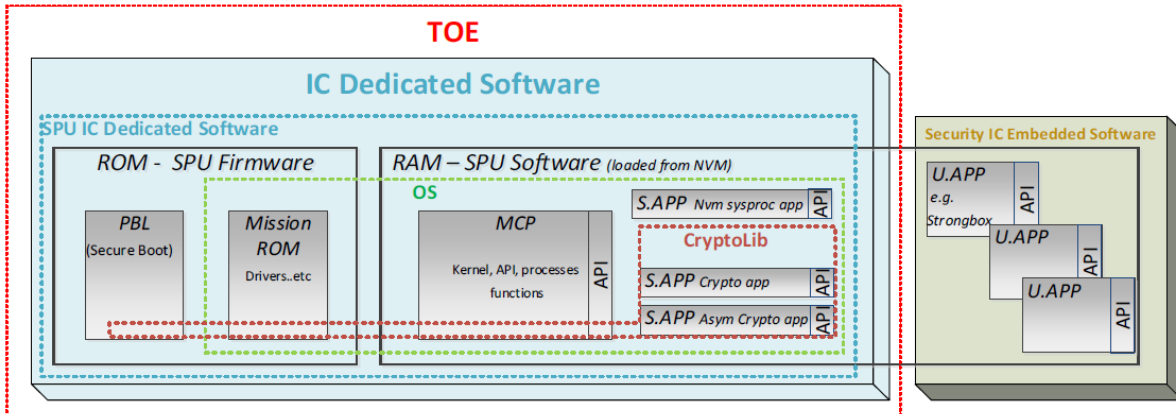 TOE
IC Dedicated Software
SPU IC Dedicated Software
ROM - SPU Firmware
PBL
(Secure Boot)
Mission
ROM
Drivers..etc
RAM – SPU Software (loaded from NVM)
OS
MCP
Kernel, API, processes
functions
API
S.APP Nvm sysproc app
API
CryptoLib
S.APP Crypto app
API
S.APP Asym Crypto app
API
Security IC Embedded Software
U.APP
e.g.
Strongbox
API
U.APP
API
U.APP
API